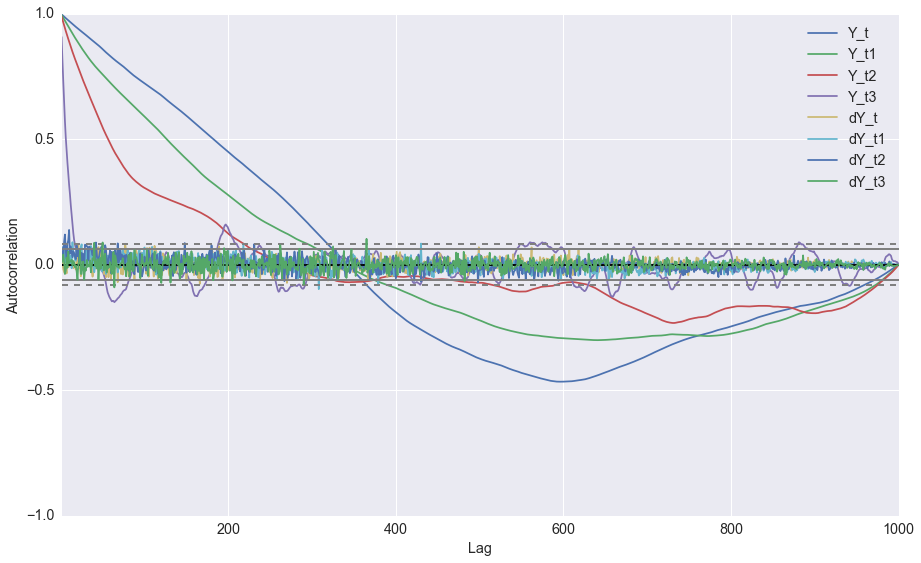 1.0
0.5
0.0
−0.5
−1.0
Autocorrelation
200
400
600
800
1000
Lag
Y_t
Y_t1
Y_t2
Y_t3
dY_t
dY_t1
dY_t2
dY_t3